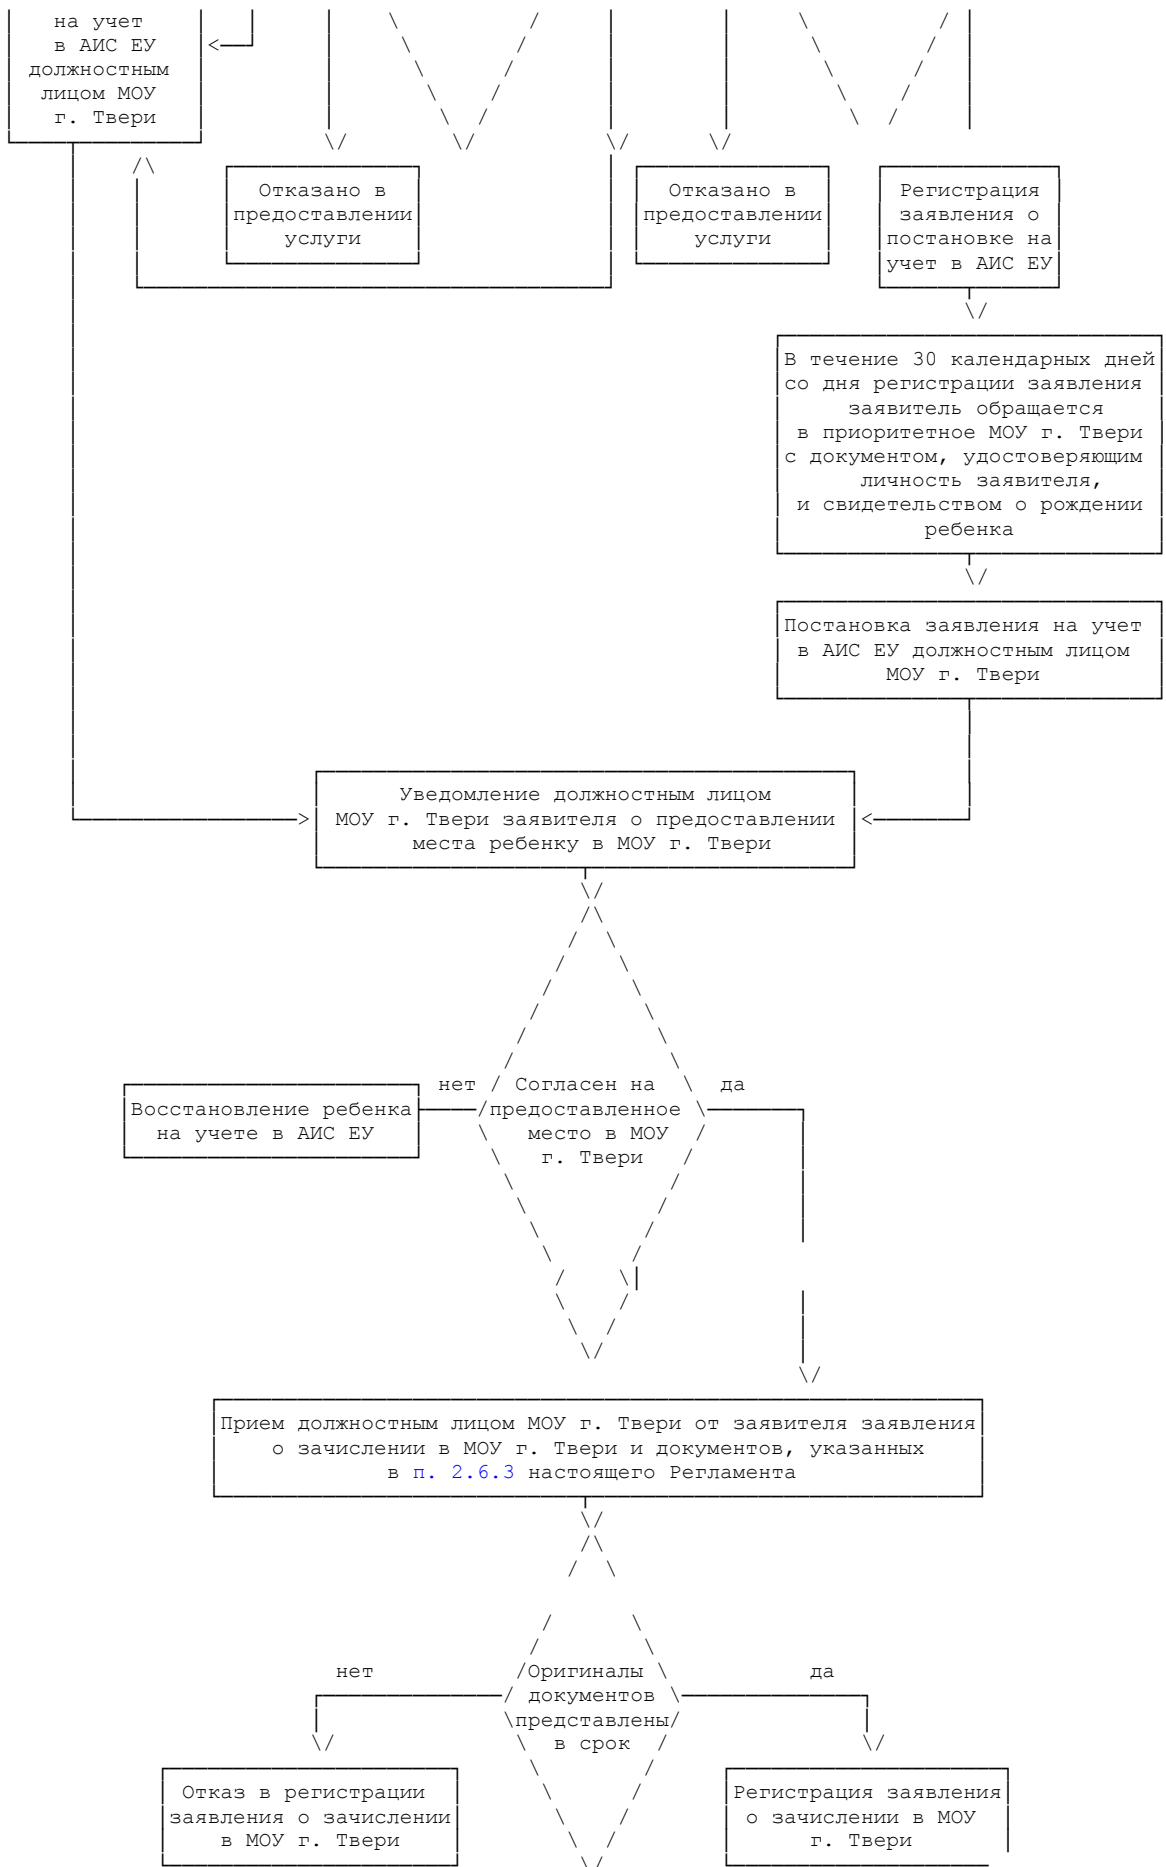 на учет
в АИС ЕУ
должностным
лицом МОУ
г. Твери
Отказано в
предоставлении
услуги
Отказано в
предоставлении
услуги
Регистрация
заявления о
постановке на
учет в АИС ЕУ
В течение 30 календарных дней
со дня регистрации заявления
заявитель обращается
в приоритетное МОУ г. Твери
с документом, удостоверяющим
личность заявителя,
и свидетельством о рождении
ребенка
Постановка заявления на учет
в АИС ЕУ должностным лицом
МОУ г. Твери
Уведомление должностным лицом
МОУ г. Твери заявителя о предоставлении
места ребенку в МОУ г. Твери
нет
Согласен на
предоставленное
место в МОУ
г. Твери
да
Восстановление ребенка
на учете в АИС ЕУ
Прием должностным лицом МОУ г. Твери от заявителя заявления
о зачислении в МОУ г. Твери и документов, указанных
в п. 2.6.3 настоящего Регламента
нет
Оригиналы
документов
представлены
в срок
да
Отказ в регистрации
заявления о зачислении
в МОУ г. Твери
Регистрация заявления
о зачислении в МОУ
г. Твери